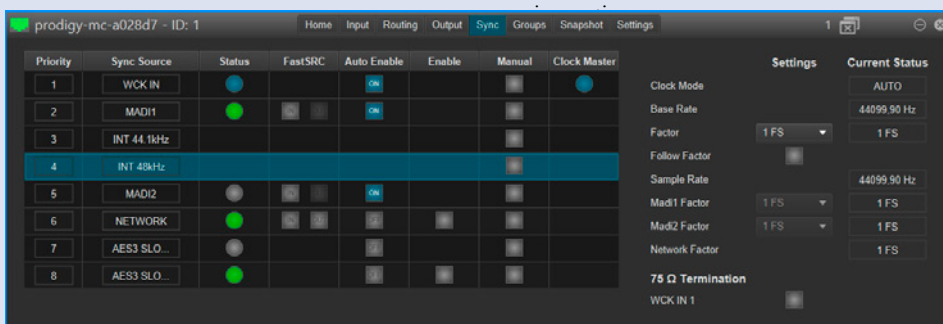 prodigy-mc-a028d7 - ID: 1
Home Input Routing Output Sync Groups Snapshot Settings
1
Priority Sync Source Status FastSRC Auto Enable Enable Manual Clock Master
1 WCK IN ON
2 MADI1 ON
3 INT 44.1kHz
4 INT 48kHz
5 MADI2 ON
6 NETWORK
7 AES3 SLO...
8 AES3 SLO...
Settings Current Status
Clock Mode AUTO
Base Rate 44099.90 Hz
Factor 1 FS 1 FS
Follow Factor
Sample Rate 44099.90 Hz
Madi1 Factor 1 FS 1 FS
Madi2 Factor 1 FS 1 FS
Network Factor 1 FS
75 Ω Termination
WCK IN 1